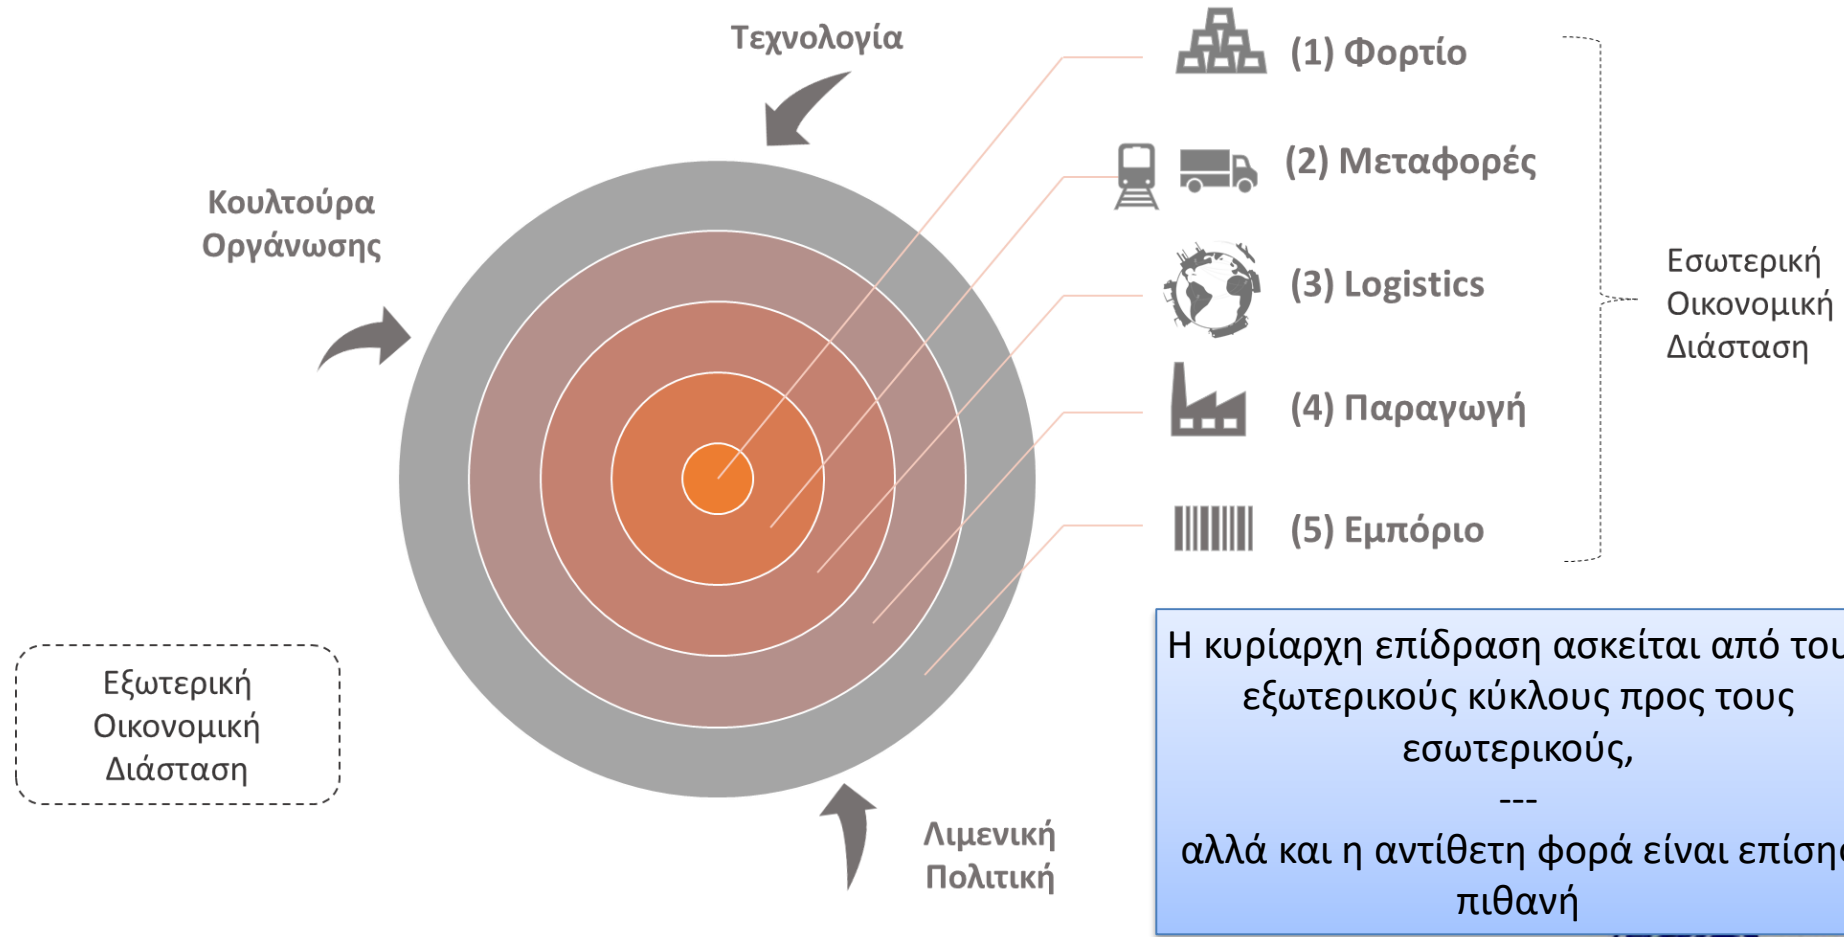 Τεχνολογία
Κουλτούρα
Οργάνωσης
(1) Φορτίο
(2) Μεταφορές
(3) Logistics
(4) Παραγωγή
(5) Εμπόριο
Εσωτερική
Οικονομική
Διάσταση
Εξωτερική
Οικονομική
Διάσταση
Λιμενική
Πολιτική
Η κυρίαρχη επίδραση ασκείται από του
εξωτερικούς κύκλους προς τους
εσωτερικούς,
---
αλλά και η αντίθετη φορά είναι επίσης
πιθανή